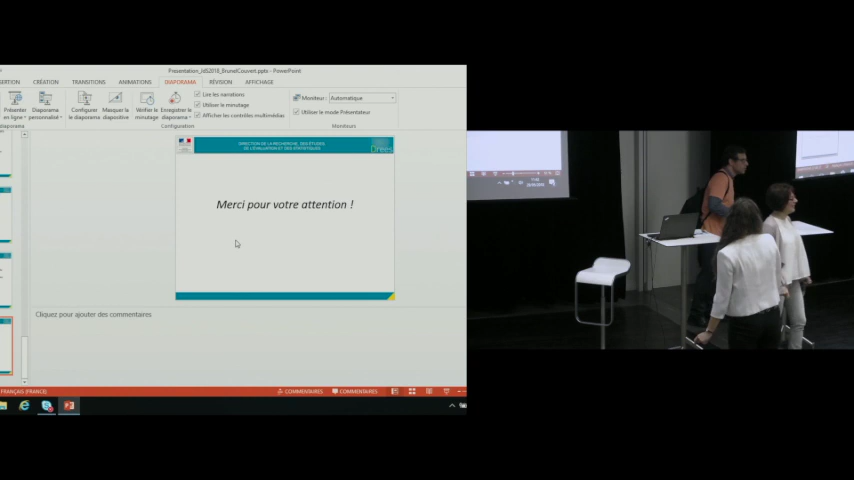 Presentation_JdS2018_BrunelCouvert.pptx - PowerPoint
SERTION CRÉATION TRANSITIONS ANIMATIONS DIAPORAMA RÉVISION AFFICHAGE
Présenter en ligne
Diaporama personnalisé
Configurer le diaporama
Masquer la diapositive
Vérifier le minutage
Enregistrer le diaporama
Lire les narrations
Utiliser le minutage
Afficher les contrôles multimédias
Moniteur : Automatique
Utiliser le mode Présentateur
diaporama
Configuration
Moniteurs
DIRECTION DE LA RECHERCHE, DES ÉTUDES,
DE L'ÉVALUATION ET DES STATISTIQUES
Drees
Merci pour votre attention !
Cliquez pour ajouter des commentaires
FRANÇAIS (FRANCE)
COMMENTAIRES COMMENTAIRES